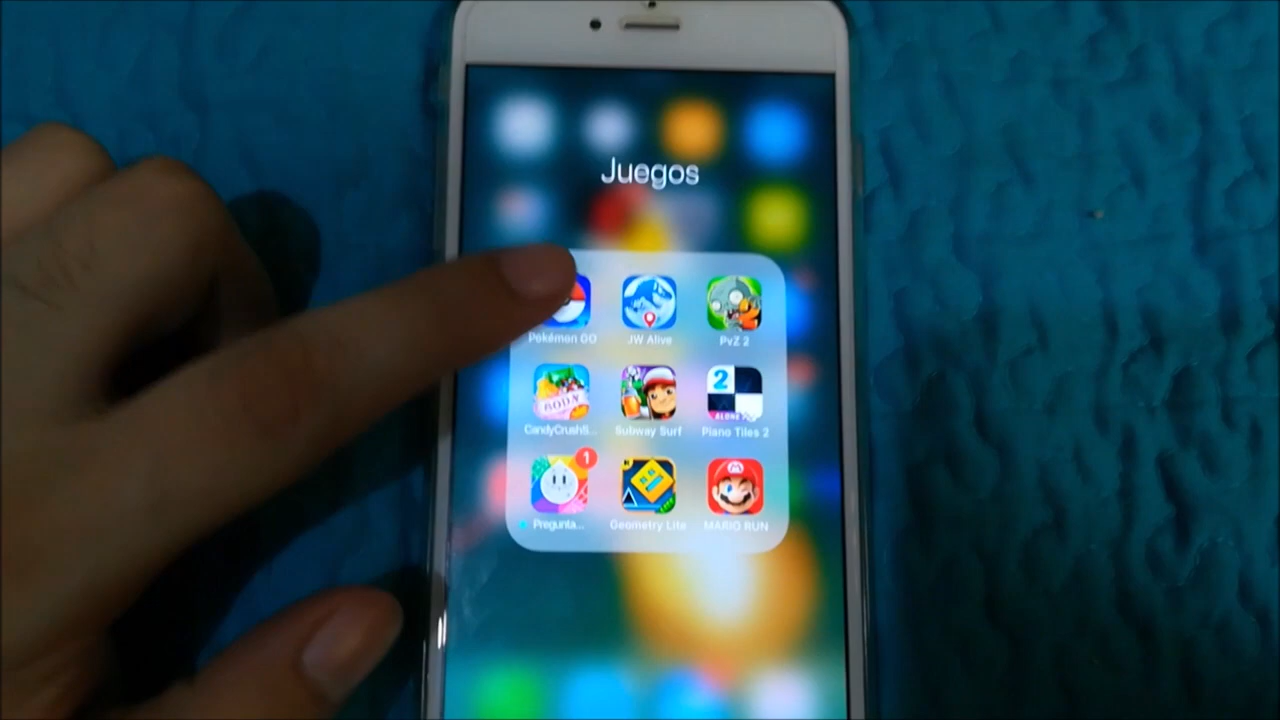 Juegos
Pokémon GO JW Alive PvZ 2
CandyCrushS... Subway Surf Piano Tiles 2
1
Pregunta... Geometry Lite MARIO RUN
2